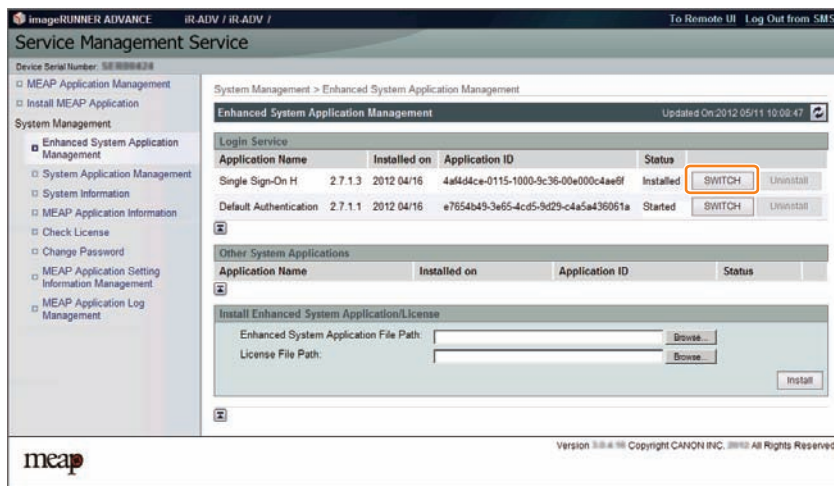 imageRUNNER ADVANCE iR-ADV / iR-ADV / To Remote UI Log Out from SMS
Service Management Service
Device Serial Number:
MEAP Application Management
Install MEAP Application
System Management
Enhanced System Application
Management
System Application Management
System Information
MEAP Application Information
Check License
Change Password
MEAP Application Setting
Information Management
MEAP Application Log
Management
System Management > Enhanced System Application Management
Enhanced System Application Management Updated On:2012 05/11 10:08:47
Login Service
Application Name Installed on Application ID Status
Single Sign-On H 2.7.1.3 2012 04/16 4af4d4ce-0115-1000-9c36-00e000c4ae6f Installed SWITCH Uninstall
Default Authentication 2.7.1.1 2012 04/16 e7654b49-3e65-4cd5-9d29-c4a5a436061a Started SWITCH Uninstall
Other System Applications
Application Name Installed on Application ID Status
Install Enhanced System Application/License
Enhanced System Application File Path: Browse...
License File Path: Browse...
Install
meap
Version Copyright CANON INC. All Rights Reserved